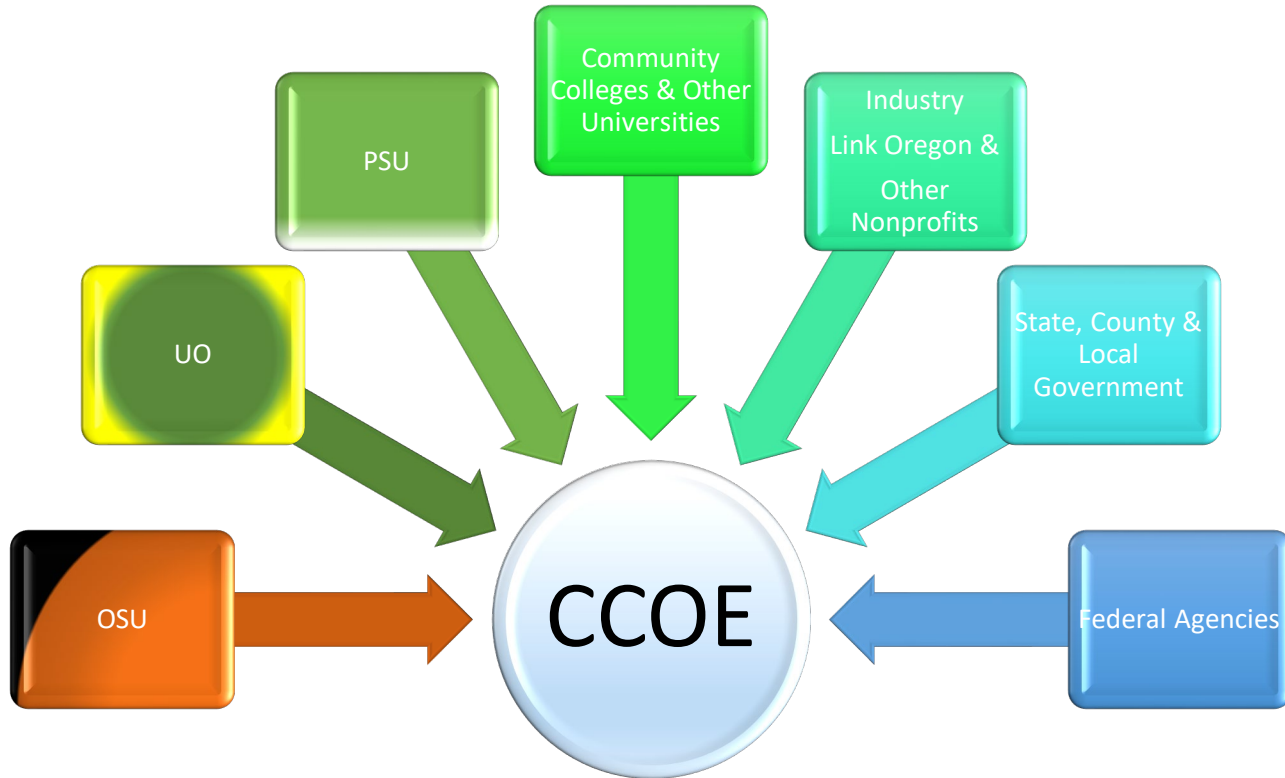 Community
Colleges & Other
Universities
PSU
Industry
Link Oregon &
Other
Nonprofits
UO
State, County &
Local
Government
OSU
CCOE
Federal Agencies